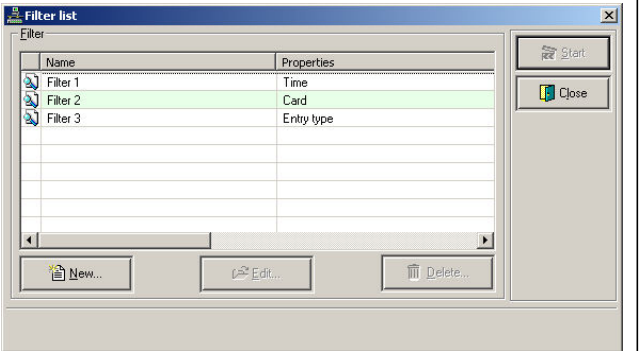 Filter list
Filter
Start
Name Properties
Filter 1 Time
Close
Filter 2 Card
Filter 3 Entry type
New... Edit... Delete...